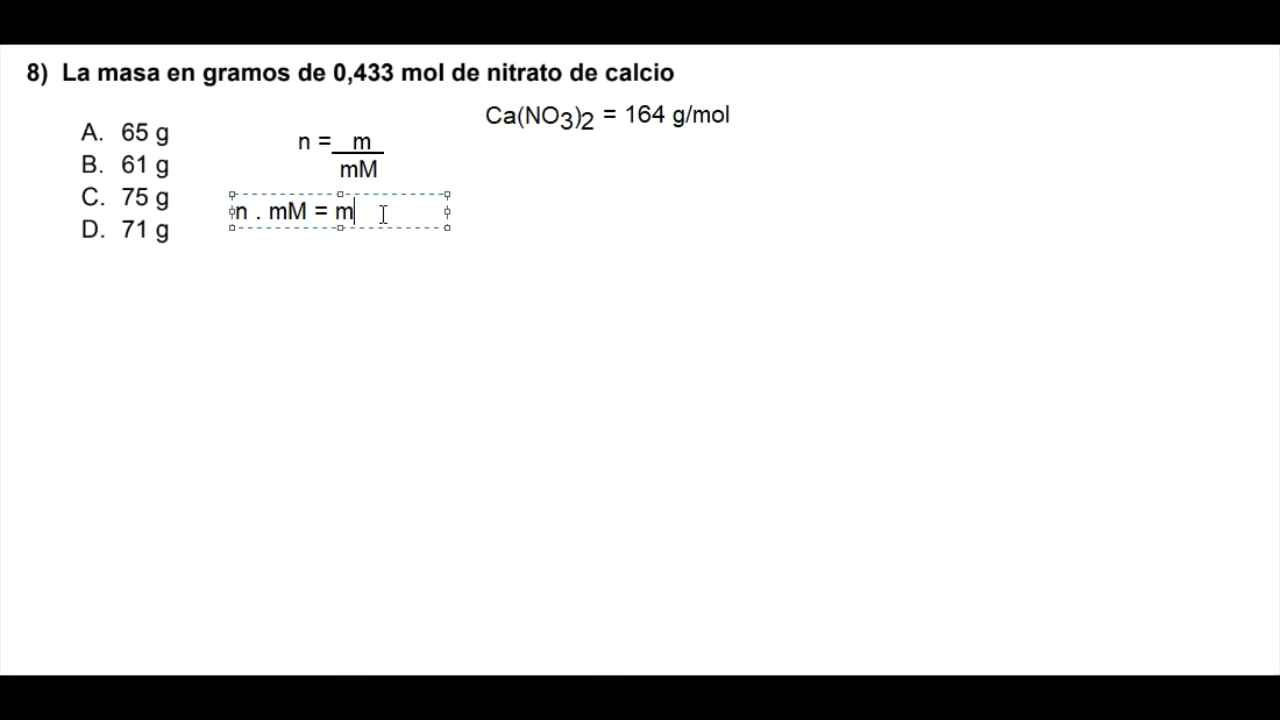 8) La masa en gramos de 0,433 mol de nitrato de calcio
Ca(NO3)2 = 164 g/mol
A. 65 g
B. 61 g
C. 75 g
D. 71 g
n = m
mM
n . mM = m